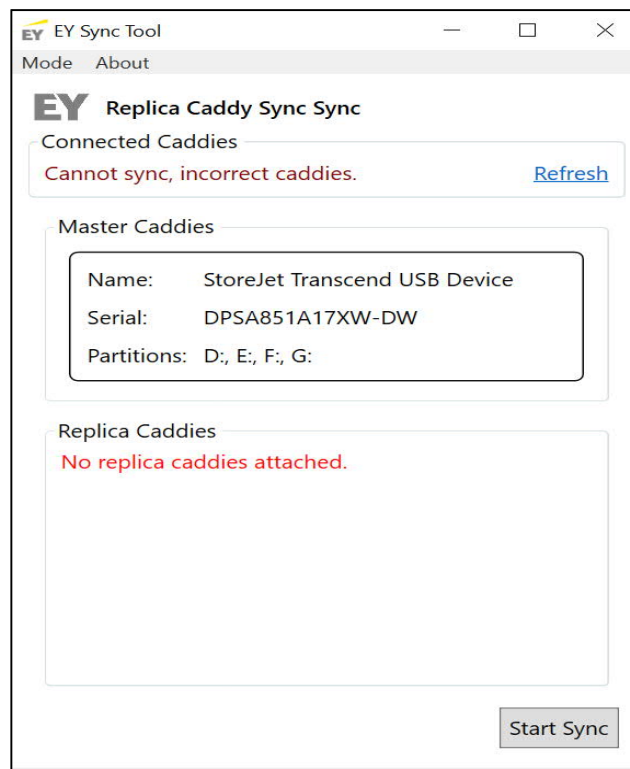 EY EY Sync Tool
Mode About
EY Replica Caddy Sync Sync
Connected Caddies
Cannot sync, incorrect caddies. Refresh
Master Caddies
Name: StoreJet Transcend USB Device
Serial: DPSA851A17XW-DW
Partitions: D:, E:, F:, G:
Replica Caddies
No replica caddies attached.
Start Sync